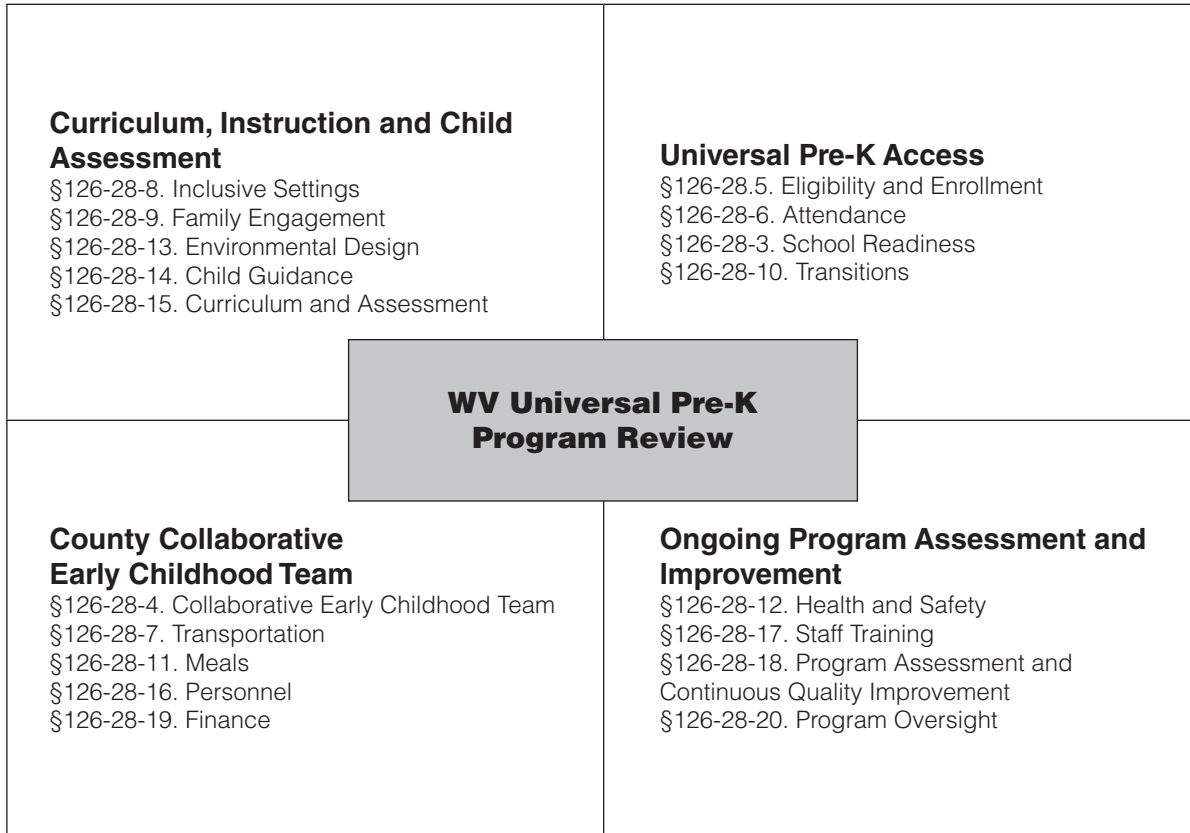 Curriculum, Instruction and Child
Assessment
§126-28-8. Inclusive Settings
§126-28-9. Family Engagement
§126-28-13. Environmental Design
§126-28-14. Child Guidance
§126-28-15. Curriculum and Assessment
Universal Pre-K Access
§126-28.5. Eligibility and Enrollment
§126-28-6. Attendance
§126-28-3. School Readiness
§126-28-10. Transitions
WV Universal Pre-K
Program Review
County Collaborative
Early Childhood Team
§126-28-4. Collaborative Early Childhood Team
§126-28-7. Transportation
§126-28-11. Meals
§126-28-16. Personnel
§126-28-19. Finance
Ongoing Program Assessment and
Improvement
§126-28-12. Health and Safety
§126-28-17. Staff Training
§126-28-18. Program Assessment and
Continuous Quality Improvement
§126-28-20. Program Oversight